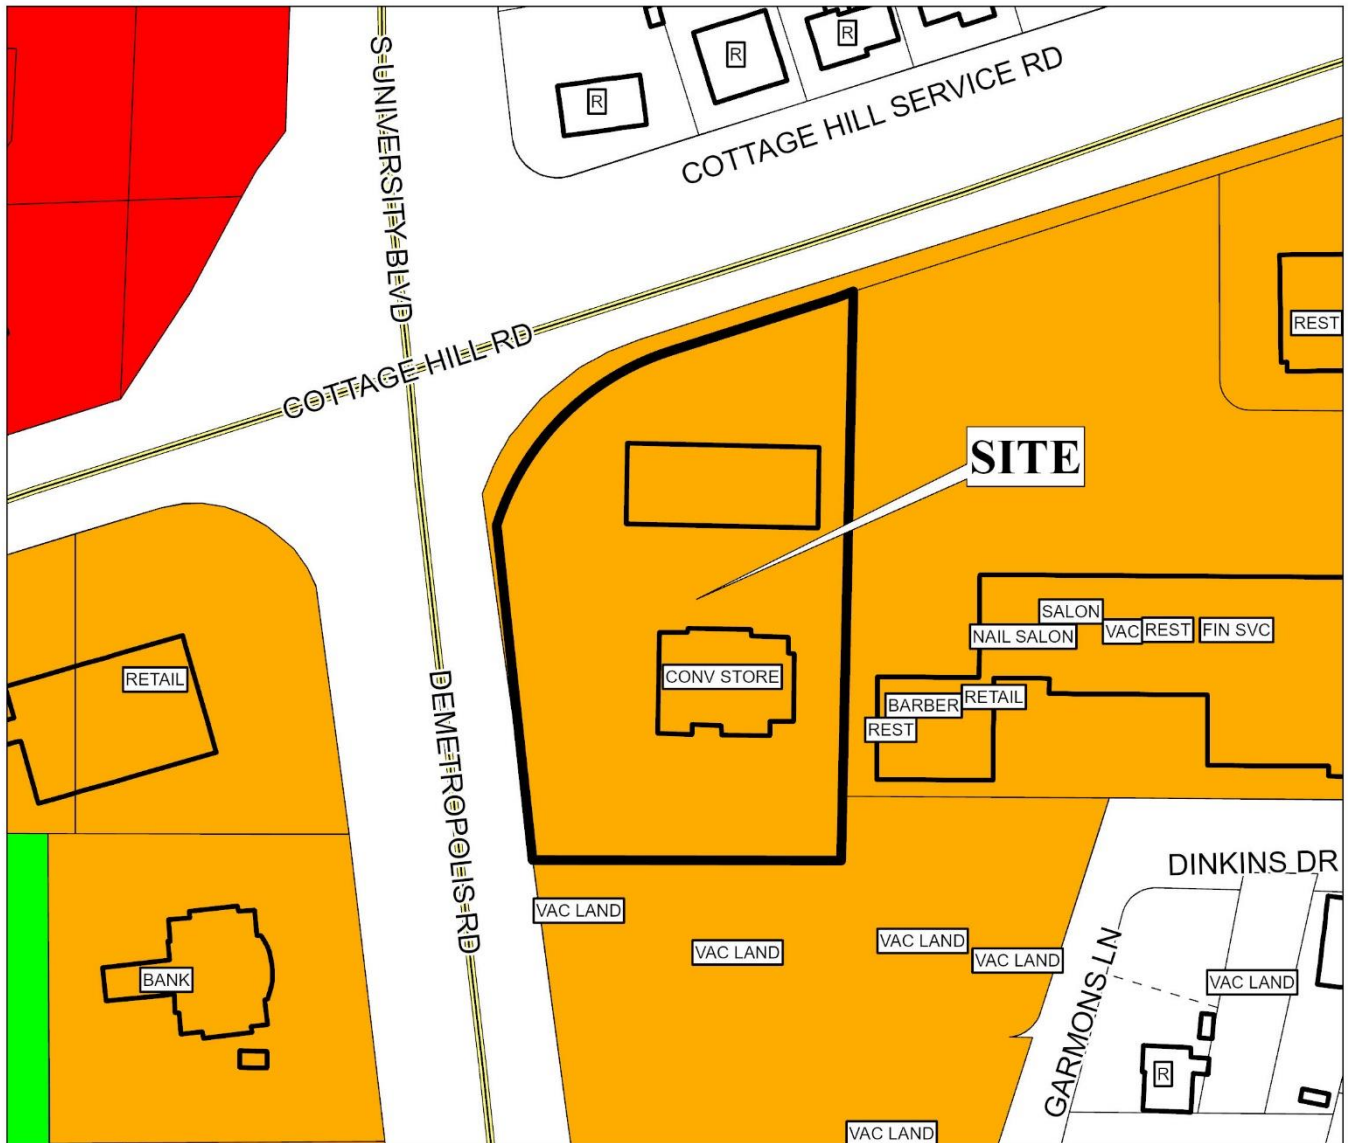 R
R
R
S UNIVERSITY BLVD
COTTAGE HILL SERVICE RD
REST
COTTAGE HILL RD
SITE
SALON
NAIL SALON
VAC
REST
FIN SVC
RETAIL
CONV STORE
BARBER
RETAIL
REST
DEMETROPOLIS RD
DINKINS DR
VAC LAND
VAC LAND
VAC LAND
VAC LAND
BANK
VAC LAND
GARMONS LN
R
VAC LAND